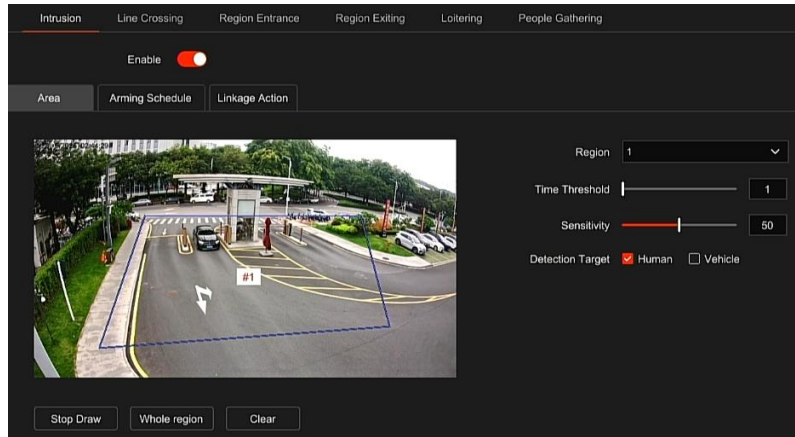 Intrusion Line Crossing Region Entrance Region Exiting Loitering People Gathering
Enable
Area Arming Schedule Linkage Action
Region 1
Time Threshold 1
Sensitivity 50
Detection Target Human Vehicle
#1
Stop Draw Whole region Clear